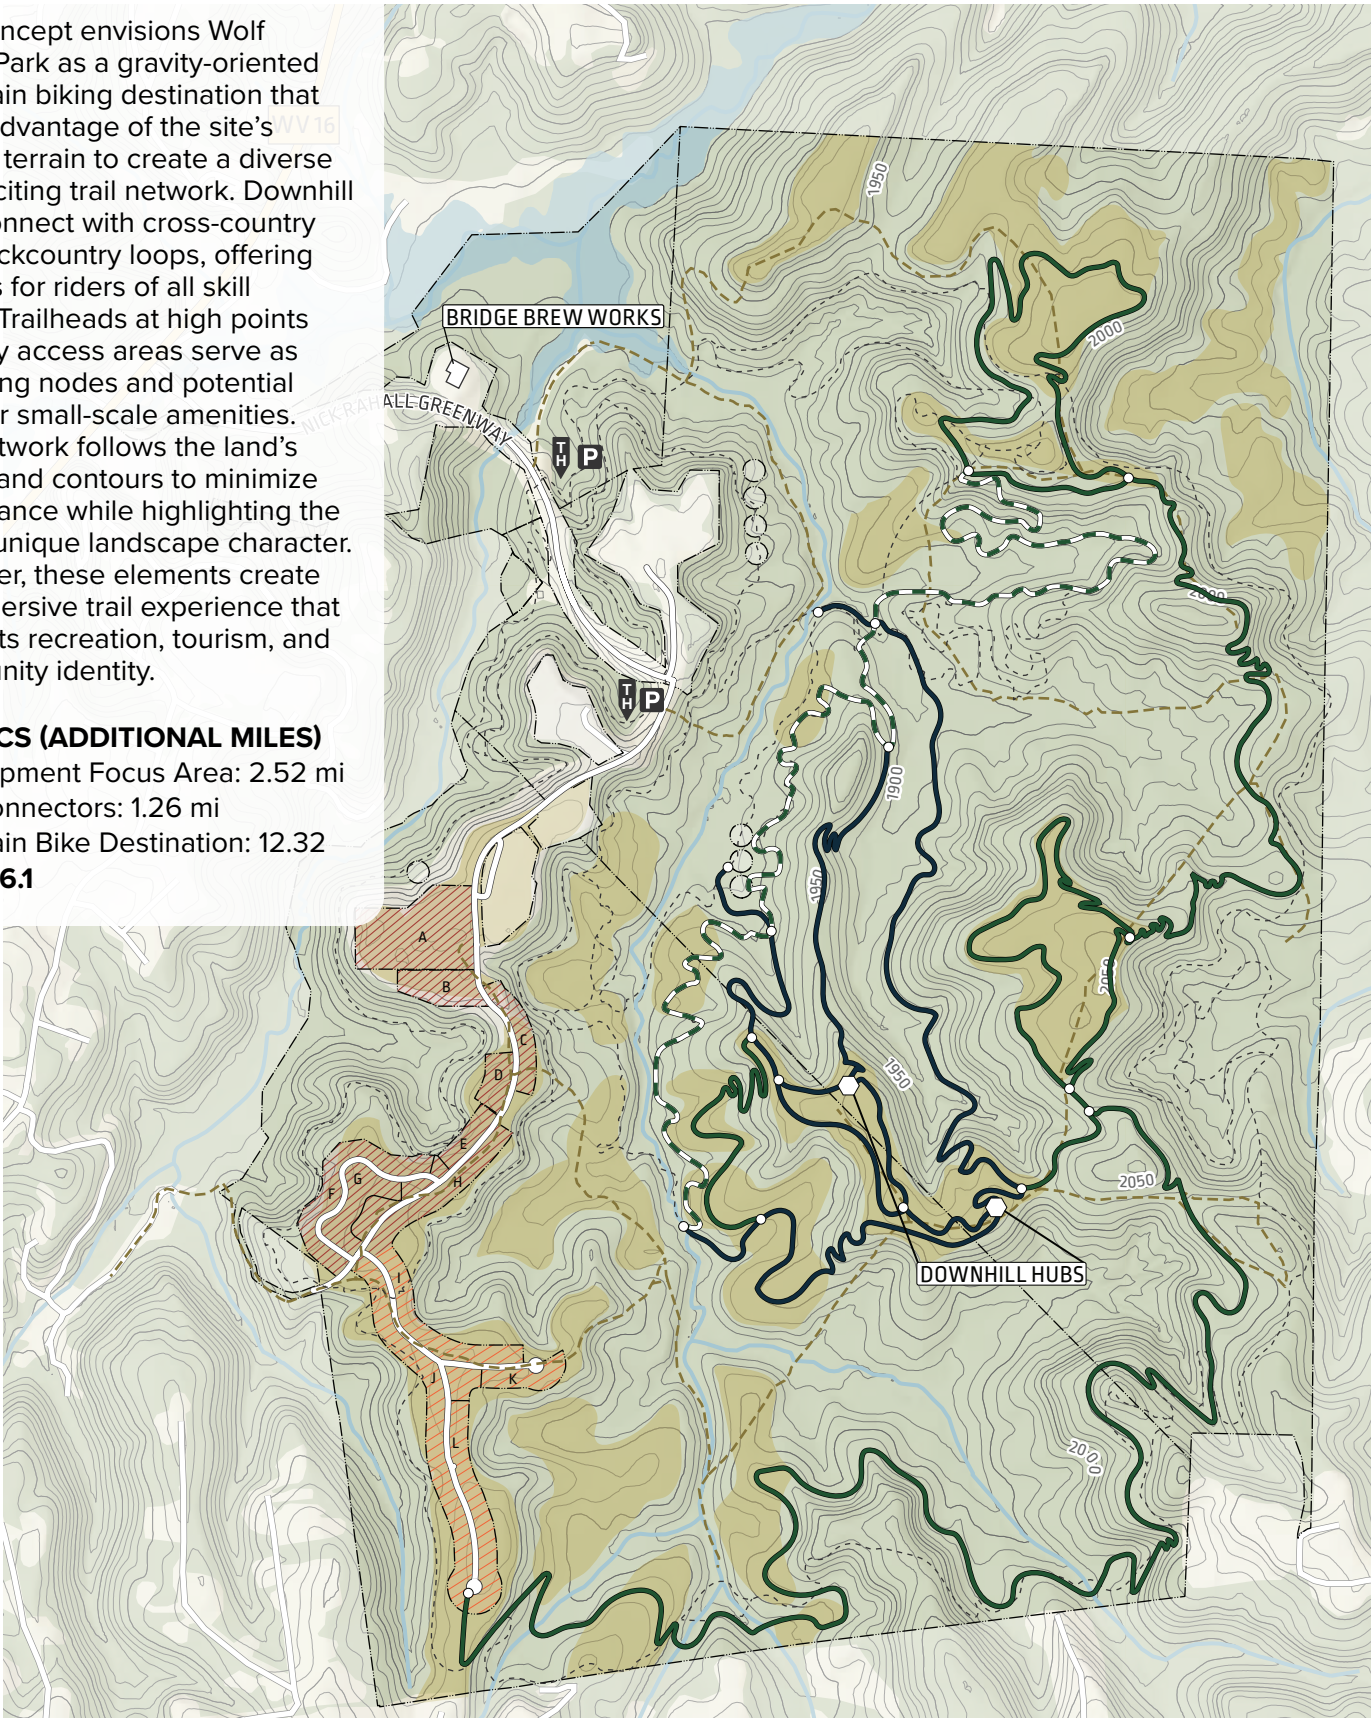 ncept envisions Wolf
Park as a gravity-oriented
ain biking destination that
dvantage of the site's
terrain to create a diverse
citing trail network. Downhill
onnect with cross-country
ckcountry loops, offering
s for riders of all skill
Trailheads at high points
y access areas serve as
ng nodes and potential
r small-scale amenities.
twork follows the land's
and contours to minimize
ance while highlighting the
unique landscape character.
er, these elements create
ersive trail experience that
ts recreation, tourism, and
unity identity.
CS (ADDITIONAL MILES)
pment Focus Area: 2.52 mi
onnectors: 1.26 mi
ain Bike Destination: 12.32
6.1
WV 16
BRIDGE BREW WORKS
NICK RAHALL GREENWAY
TH P
TH P
1950
2000
2000
1900
1950
1950
2050
2050
2000
DOWNHILL HUBS
A
B
C
D
E
F
G
H
I
J
K
L